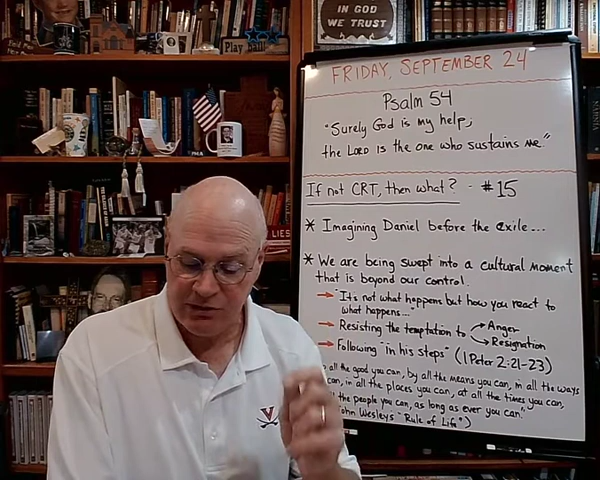 IN GOD
WE TRUST
Play Ball
LIES
FRIDAY, SEPTEMBER 24
Psalm 54
"Surely God is my help;
the LORD is the one who sustains me."
If not CRT, then what? - #15
* Imagining Daniel before the exile...
* We are being swept into a cultural moment
that is beyond our control.
→ "It's not what happens but how you react to
what happens..."
→ Resisting the temptation to → Anger
→ Resignation
→ Following "in his steps" (1 Peter 2:21-23)
all the good you can, by all the means you can, in all the ways
can, in all the places you can, at all the times you can,
the people you can, as long as ever you can."
John Wesley's "Rule of Life")
V